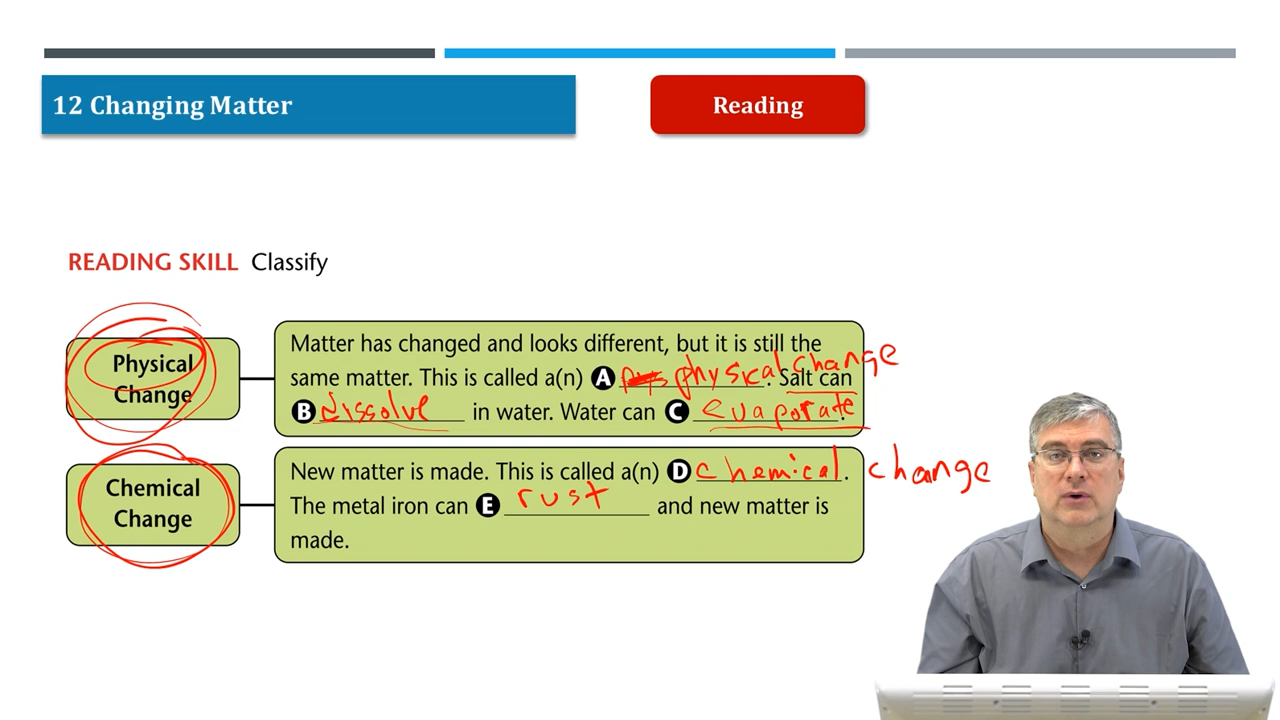 12 Changing Matter
Reading
READING SKILL Classify
Physical
Change
Matter has changed and looks different, but it is still the
same matter. This is called a(n) A physical change. Salt can
B dissolve in water. Water can C evaporate.
Chemical
Change
New matter is made. This is called a(n) D chemical. change
The metal iron can E rust and new matter is
made.